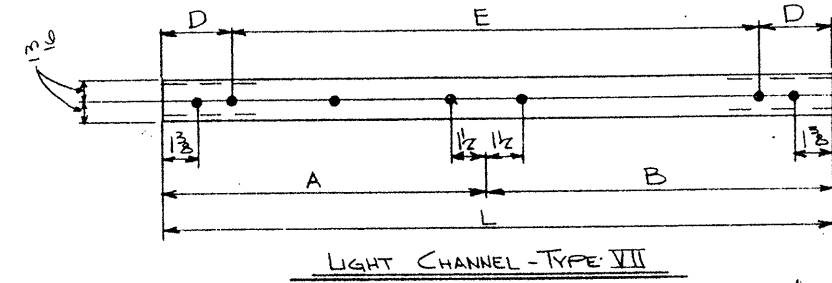 D E D
1 3/16
1 3/8 1 1/2 1 1/2 1 3/8
A B
L
LIGHT CHANNEL - TYPE VII